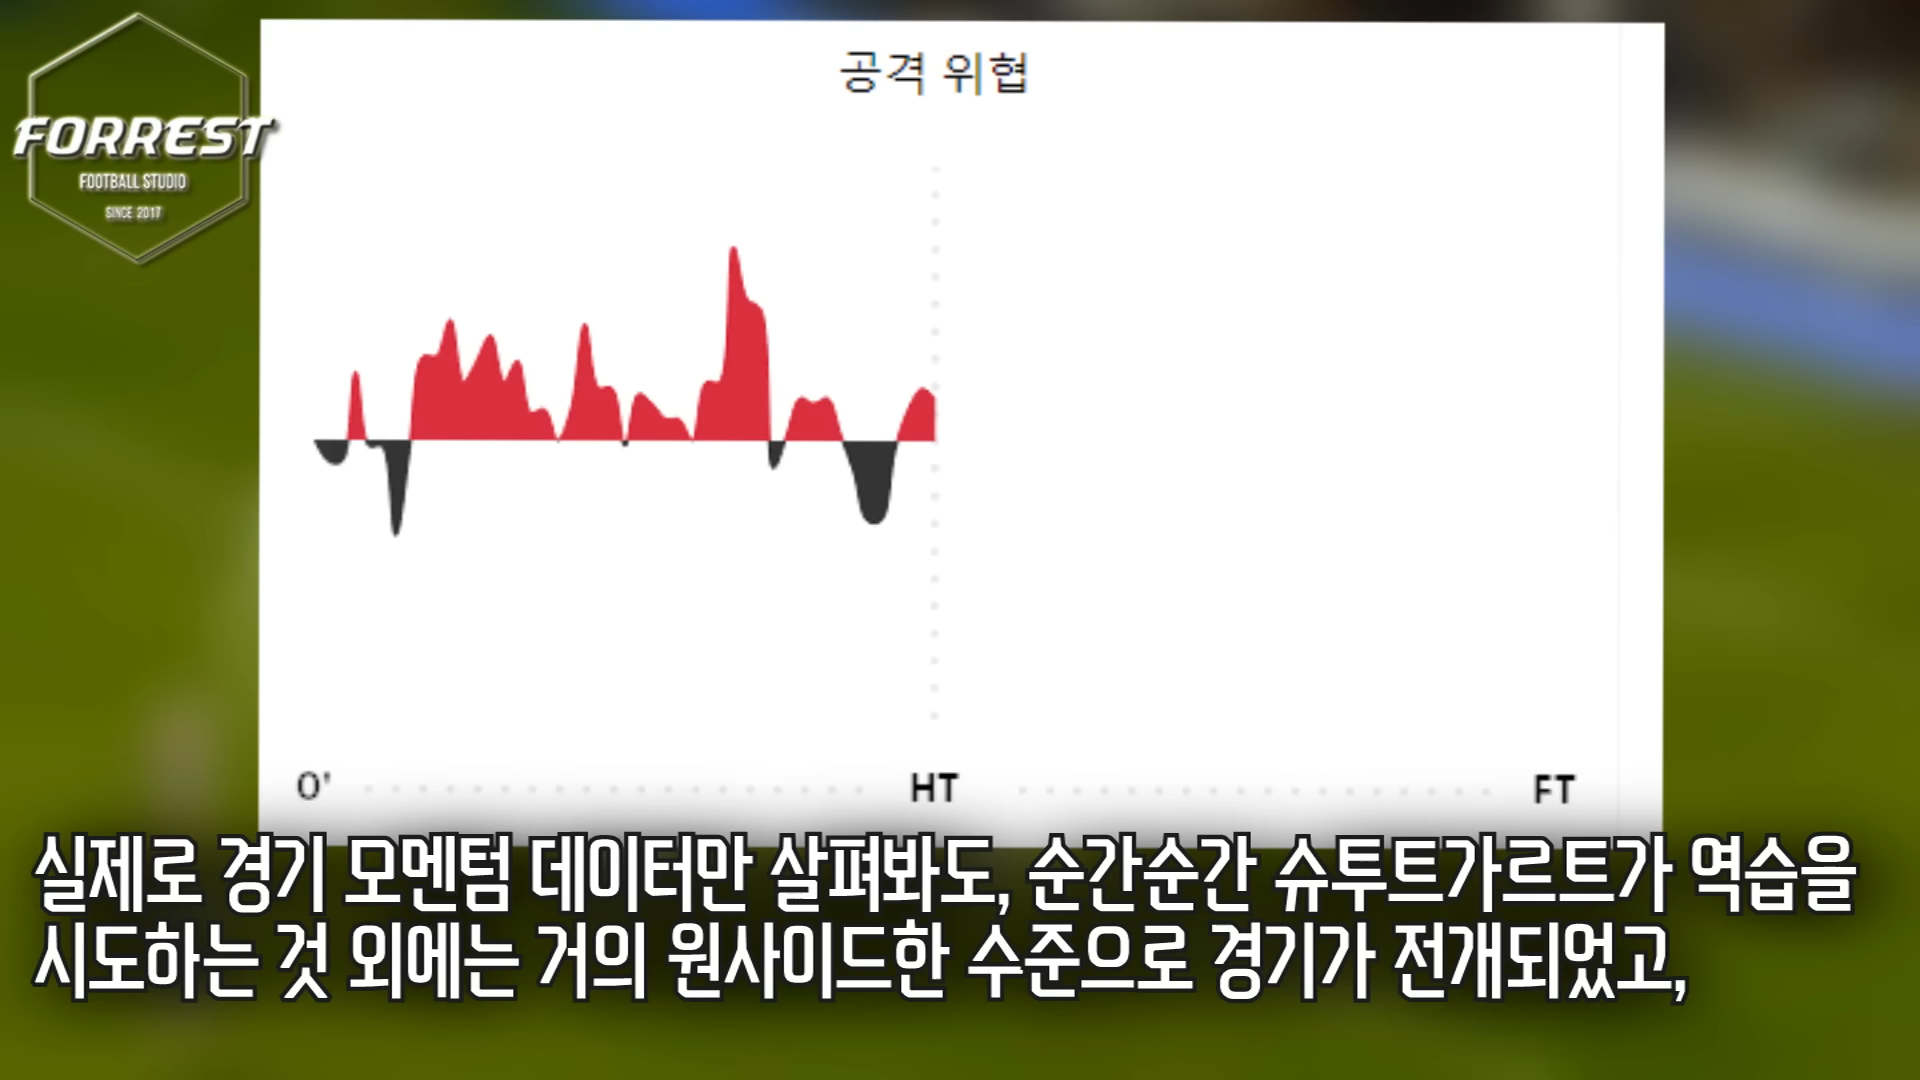 공격 위협
FORREST
FOOTBALL STUDIO
SINCE 2017
0'
HT
FT
실제로 경기 모멘텀 데이터만 살펴봐도, 순간순간 슈투트가르트가 역습을
시도하는 것 외에는 거의 원사이드한 수준으로 경기가 전개되었고,